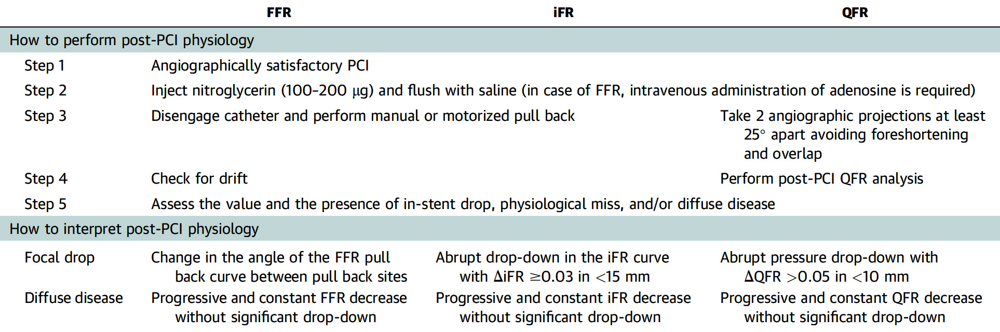 FFR iFR QFR
How to perform post-PCI physiology
Step 1 Angiographically satisfactory PCI
Step 2 Inject nitroglycerin (100–200 μg) and flush with saline (in case of FFR, intravenous administration of adenosine is required)
Step 3 Disengage catheter and perform manual or motorized pull back Take 2 angiographic projections at least
25° apart avoiding foreshortening
and overlap
Step 4 Check for drift Perform post-PCI QFR analysis
Step 5 Assess the value and the presence of in-stent drop, physiological miss, and/or diffuse disease
How to interpret post-PCI physiology
Focal drop Change in the angle of the FFR pull Abrupt drop-down in the iFR curve Abrupt pressure drop-down with
back curve between pull back sites with ΔiFR ≥0.03 in <15 mm ΔQFR >0.05 in <10 mm
Diffuse disease Progressive and constant FFR decrease Progressive and constant iFR decrease Progressive and constant QFR decrease
without significant drop-down without significant drop-down without significant drop-down